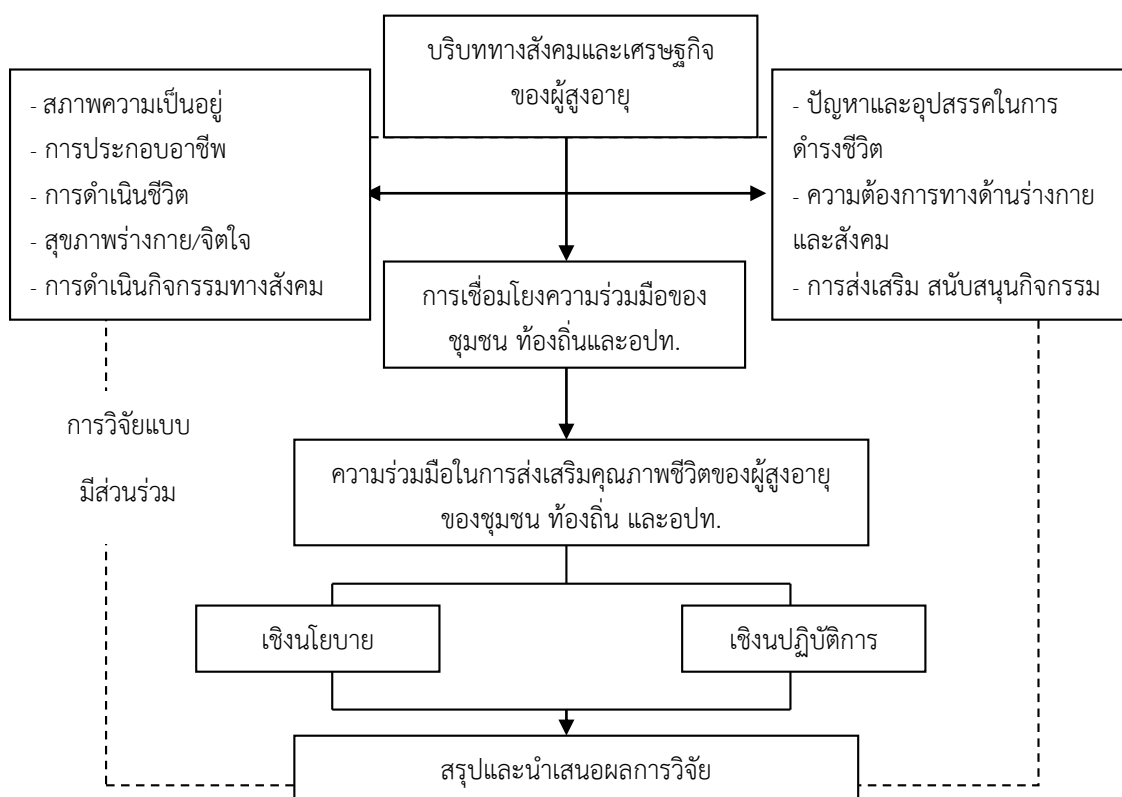 บริบททางสังคมและเศรษฐกิจ
ของผู้สูงอายุ
- สภาพความเป็นอยู่
- การประกอบอาชีพ
- การดำเนินชีวิต
- สุขภาพร่างกาย/จิตใจ
- การดำเนินกิจกรรมทางสังคม
- ปัญหาและอุปสรรคในการ
ดำรงชีวิต
- ความต้องการทางด้านร่างกาย
และสังคม
- การส่งเสริม สนับสนุนกิจกรรม
การเชื่อมโยงความร่วมมือของ
ชุมชน ท้องถิ่นและอปท.
การวิจัยแบบ
มีส่วนร่วม
ความร่วมมือในการส่งเสริมคุณภาพชีวิตของผู้สูงอายุ
ของชุมชน ท้องถิ่น และอปท.
เชิงนโยบาย
เชิงนปฏิบัติการ
สรุปและนำเสนอผลการวิจัย